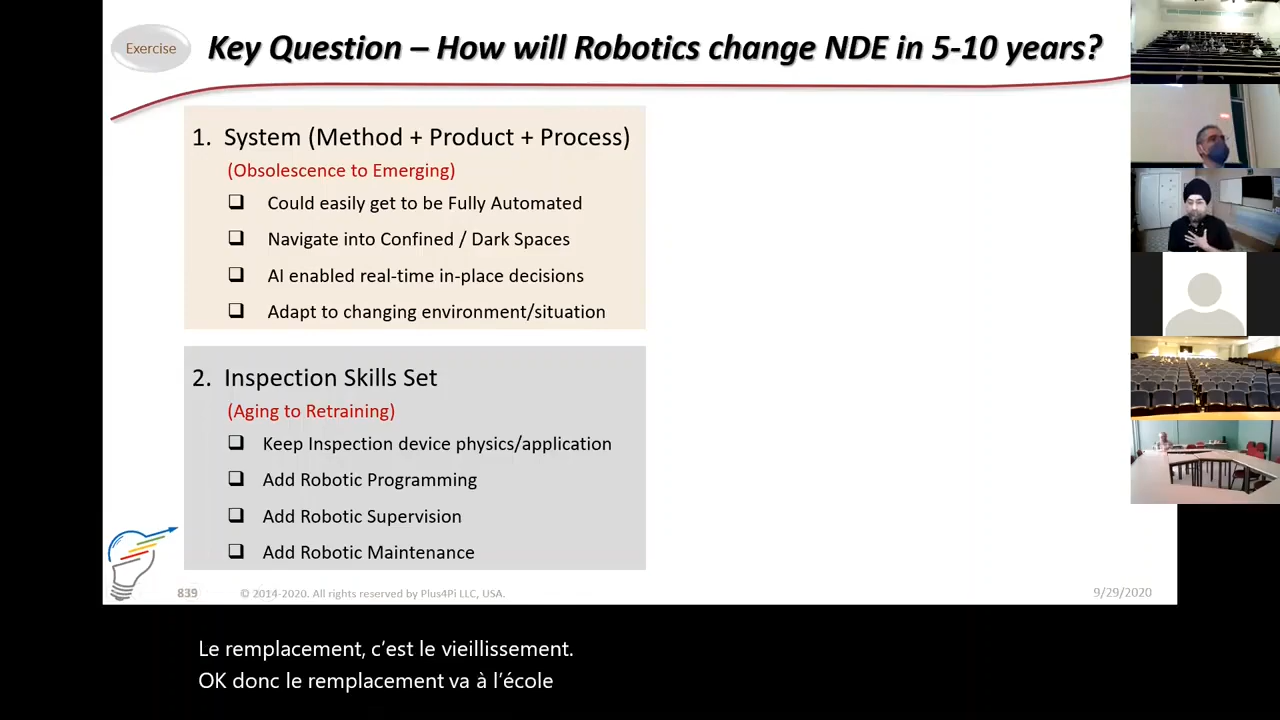 Exercise
Key Question – How will Robotics change NDE in 5-10 years?
1. System (Method + Product + Process)
(Obsolescence to Emerging)
❑ Could easily get to be Fully Automated
❑ Navigate into Confined / Dark Spaces
❑ AI enabled real-time in-place decisions
❑ Adapt to changing environment/situation
2. Inspection Skills Set
(Aging to Retraining)
❑ Keep Inspection device physics/application
❑ Add Robotic Programming
❑ Add Robotic Supervision
❑ Add Robotic Maintenance
839 © 2014-2020. All rights reserved by Plus4Pi LLC, USA. 9/29/2020
Le remplacement, c'est le vieillissement.
OK donc le remplacement va à l'école